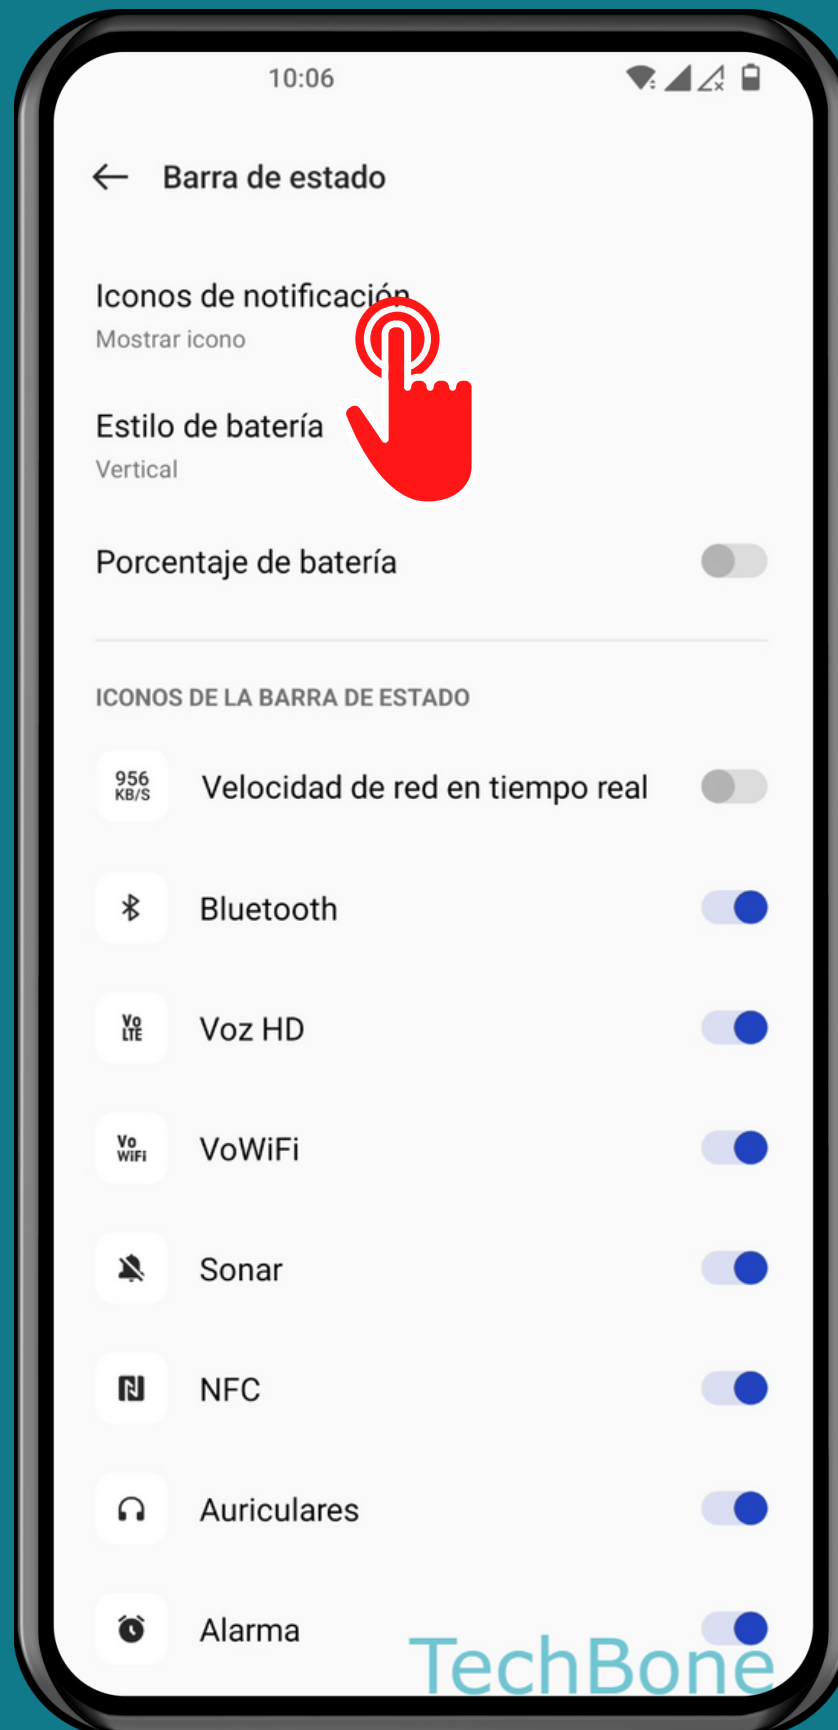 10:06
Barra de estado
Iconos de notificación
Mostrar icono
Estilo de batería
Vertical
Porcentaje de batería
ICONOS DE LA BARRA DE ESTADO
956
KB/S
Velocidad de red en tiempo real
Bluetooth
Vo
LTE
Voz HD
Vo
WiFi
VoWiFi
Sonar
NFC
Auriculares
Alarma
TechBone